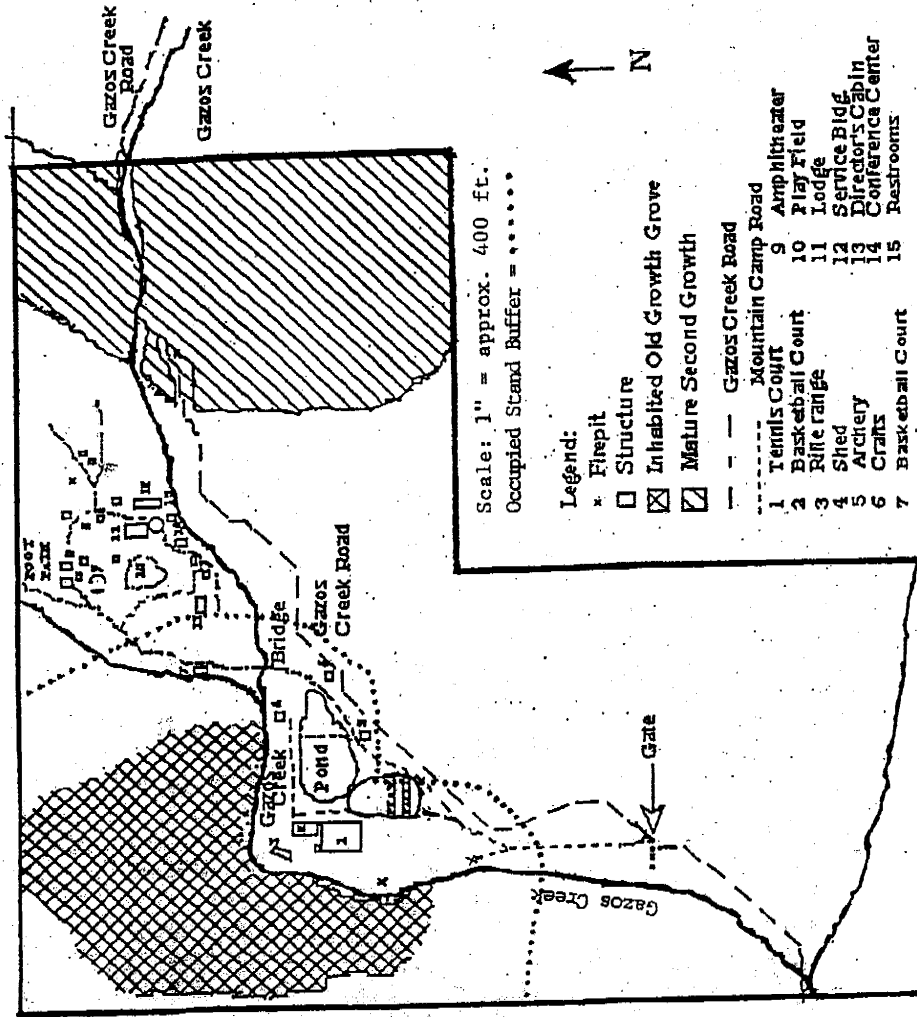 Gazos Creek
Road
Gazos Creek
N
FOOT
PATH
Bridge
Gazos
Creek Road
Gazos
Creek
Pond
Gate
Gazos Creek
Scale: 1" = approx. 400 ft.
Occupied Stand Buffer = ......
Legend:
x Firepit
Structure
Inhabited Old Growth Grove
Mature Second Growth
Gazos Creek Road
Mountain Camp Road
1 Tennis Court
2 Basketball Court
3 Rifle range
4 Shed
5 Archery
6 Crafts
7 Basketball Court
9 Amphitheater
10 Play Field
11 Lodge
12 Service Bldg
13 Director's Cabin
14 Conference Center
15 Restrooms